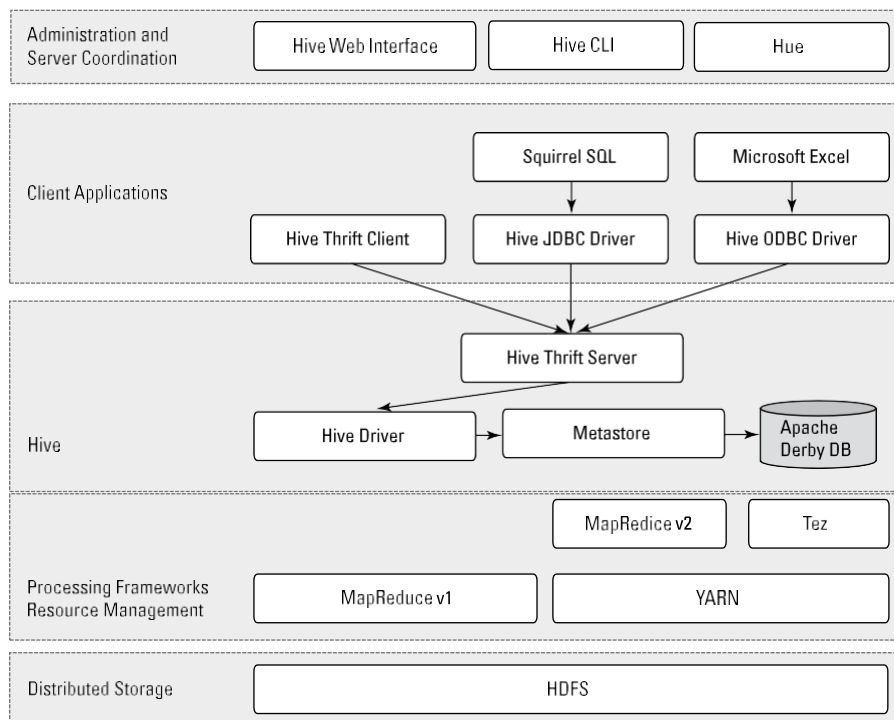 Administration and
Server Coordination
Hive Web Interface
Hive CLI
Hue
Client Applications
Squirrel SQL
Microsoft Excel
Hive Thrift Client
Hive JDBC Driver
Hive ODBC Driver
Hive Thrift Server
Hive
Hive Driver
Metastore
Apache
Derby DB
MapRedice v2
Tez
Processing Frameworks
Resource Management
MapReduce v1
YARN
Distributed Storage
HDFS